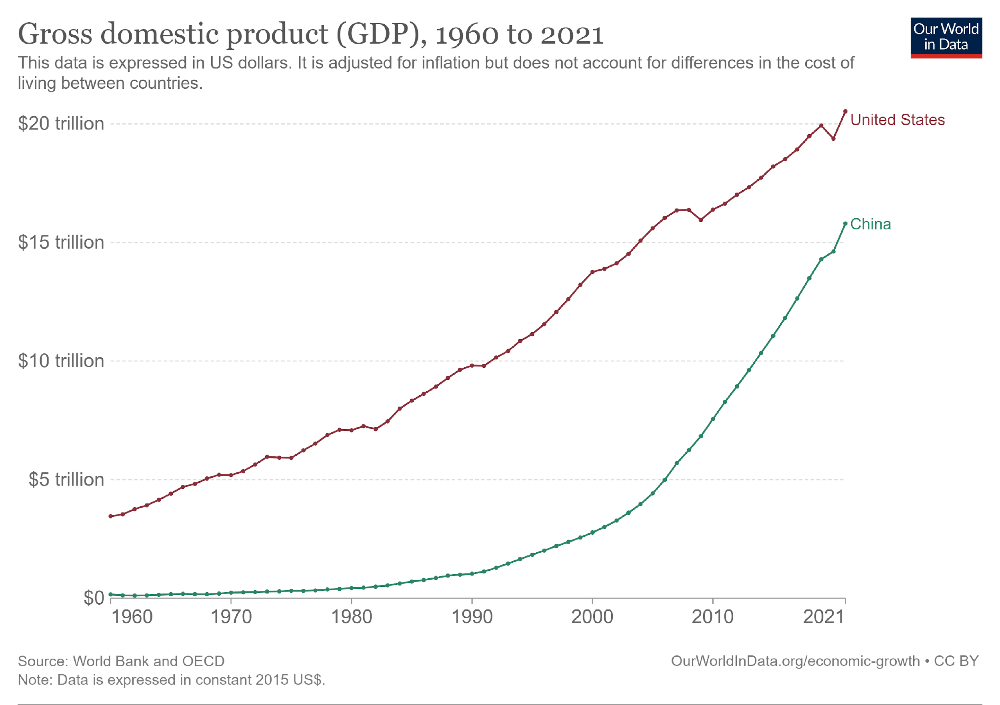 Gross domestic product (GDP), 1960 to 2021
Our World
in Data
This data is expressed in US dollars. It is adjusted for inflation but does not account for differences in the cost of
living between countries.
$20 trillion
United States
$15 trillion
China
$10 trillion
$5 trillion
$0
1960 1970 1980 1990 2000 2010 2021
Source: World Bank and OECD
OurWorldInData.org/economic-growth • CC BY
Note: Data is expressed in constant 2015 US$.